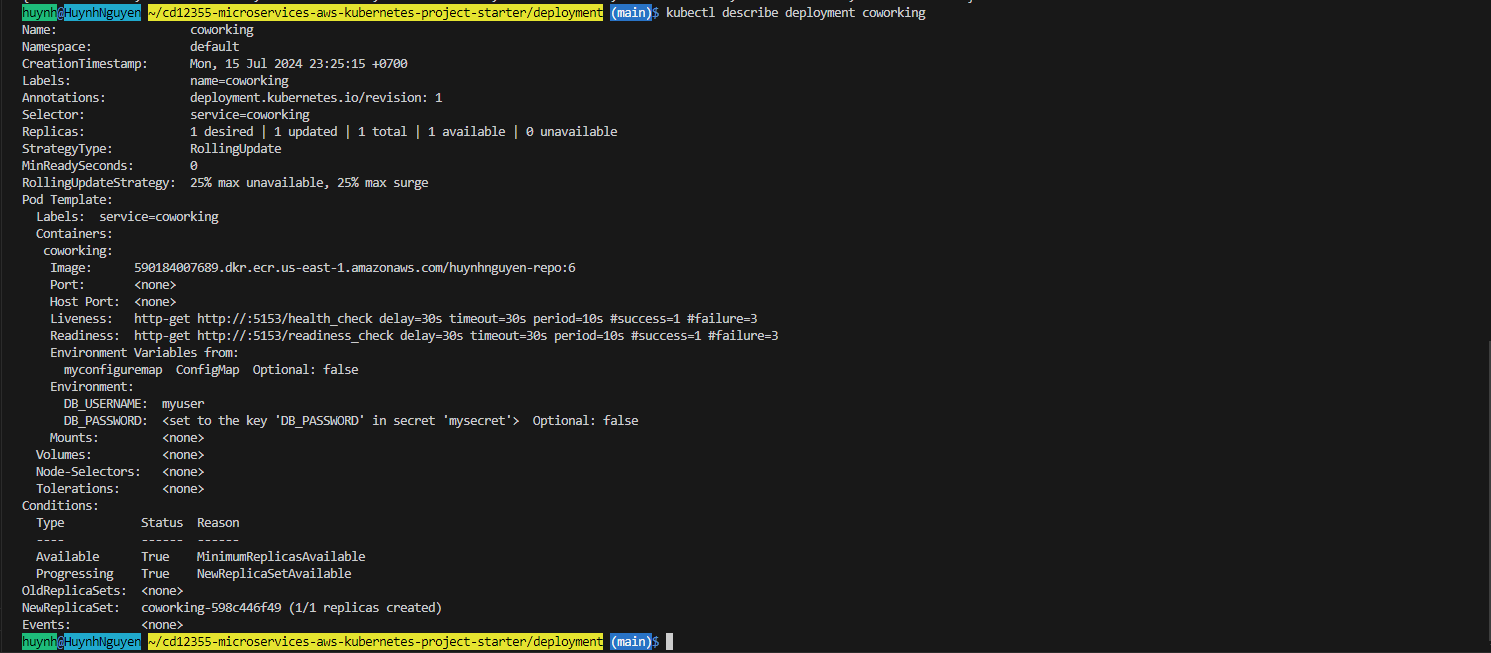 huynh@HuynhNguyen ~/cd12355-microservices-aws-kubernetes-project-starter/deployment (main)$ kubectl describe deployment coworking
Name:                   coworking
Namespace:              default
CreationTimestamp:      Mon, 15 Jul 2024 23:25:15 +0700
Labels:                 name=coworking
Annotations:            deployment.kubernetes.io/revision: 1
Selector:               service=coworking
Replicas:               1 desired | 1 updated | 1 total | 1 available | 0 unavailable
StrategyType:           RollingUpdate
MinReadySeconds:        0
RollingUpdateStrategy:  25% max unavailable, 25% max surge
Pod Template:
  Labels:  service=coworking
  Containers:
   coworking:
    Image:      590184007689.dkr.ecr.us-east-1.amazonaws.com/huynhnguyen-repo:6
    Port:       <none>
    Host Port:  <none>
    Liveness:   http-get http://:5153/health_check delay=30s timeout=30s period=10s #success=1 #failure=3
    Readiness:  http-get http://:5153/readiness_check delay=30s timeout=30s period=10s #success=1 #failure=3
    Environment Variables from:
      myconfiguremap  ConfigMap  Optional: false
    Environment:
      DB_USERNAME:  myuser
      DB_PASSWORD:  <set to the key 'DB_PASSWORD' in secret 'mysecret'>  Optional: false
    Mounts:         <none>
  Volumes:          <none>
  Node-Selectors:   <none>
  Tolerations:      <none>
Conditions:
  Type           Status  Reason
  ----           ------  ------
  Available      True    MinimumReplicasAvailable
  Progressing    True    NewReplicaSetAvailable
OldReplicaSets:  <none>
NewReplicaSet:   coworking-598c446f49 (1/1 replicas created)
Events:          <none>
huynh@HuynhNguyen ~/cd12355-microservices-aws-kubernetes-project-starter/deployment (main)$